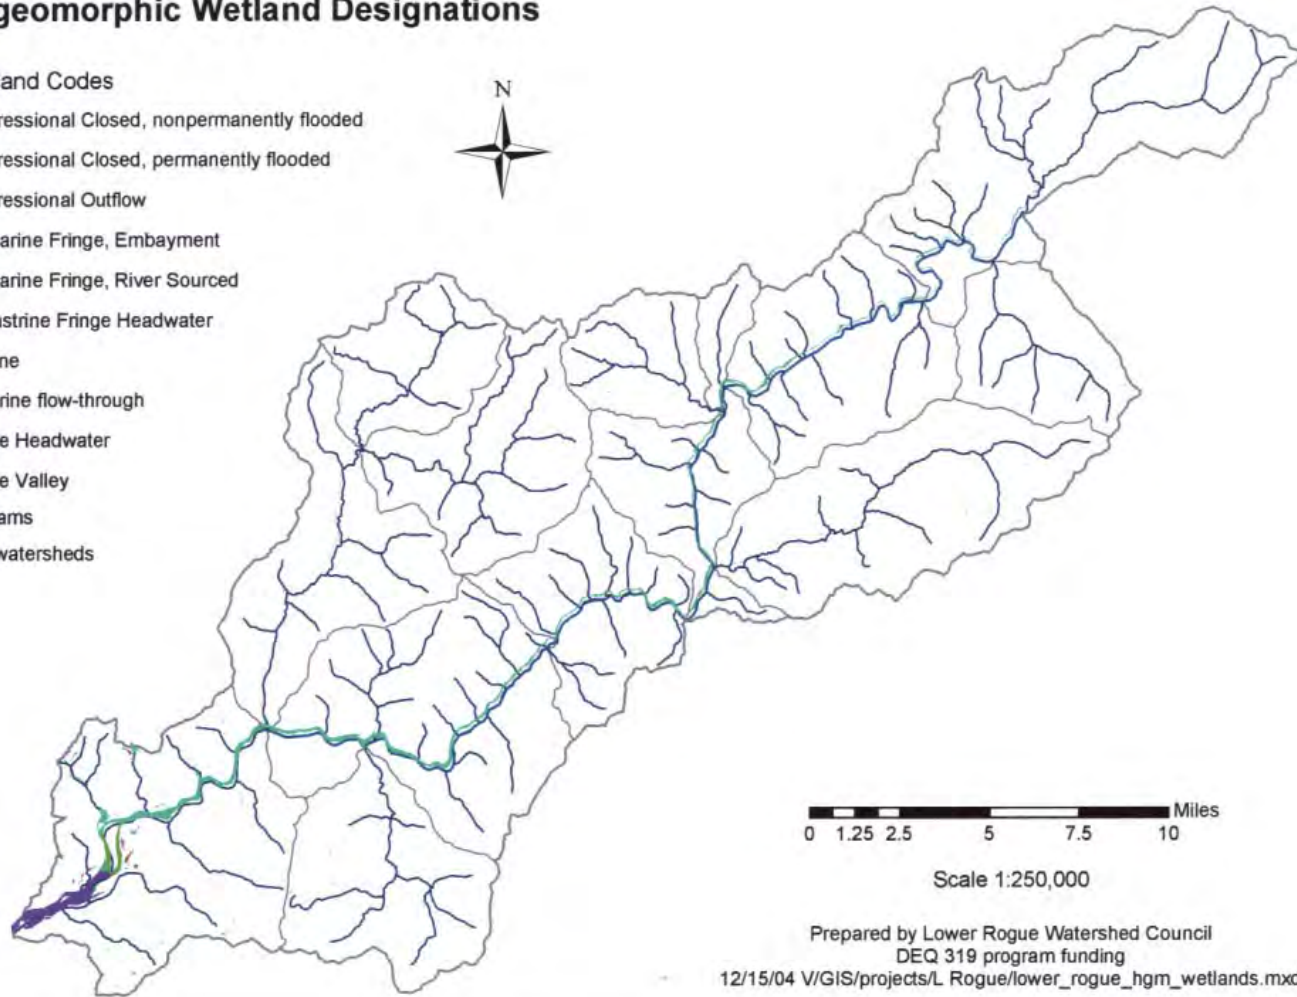 geomorphic Wetland Designations
and Codes
ressional Closed, nonpermanently flooded
ressional Closed, permanently flooded
ressional Outflow
arine Fringe, Embayment
arine Fringe, River Sourced
strine Fringe Headwater
ne
rine flow-through
e Headwater
e Valley
ams
watersheds
N
Miles
0 1.25 2.5 5 7.5 10
Scale 1:250,000
Prepared by Lower Rogue Watershed Council
DEQ 319 program funding
12/15/04 V/GIS/projects/L Rogue/lower_rogue_hgm_wetlands.mxd